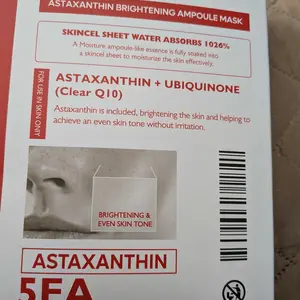 ASTAXANTHIN BRIGHTENING AMPOULE MASK
SKINCEL SHEET WATER ABSORBS 1026%
A Moisture ampoule-like essence is fully soaked into
a skincel sheet to moisturize the skin effectively.
FOR USE IN SKIN ONLY
ASTAXANTHIN + UBIQUINONE
(Clear Q10)
Astaxanthin is included, brightening the skin and helping to
achieve an even skin tone without irritation.
BRIGHTENING &
EVEN SKIN TONE
ASTAXANTHIN
5EA